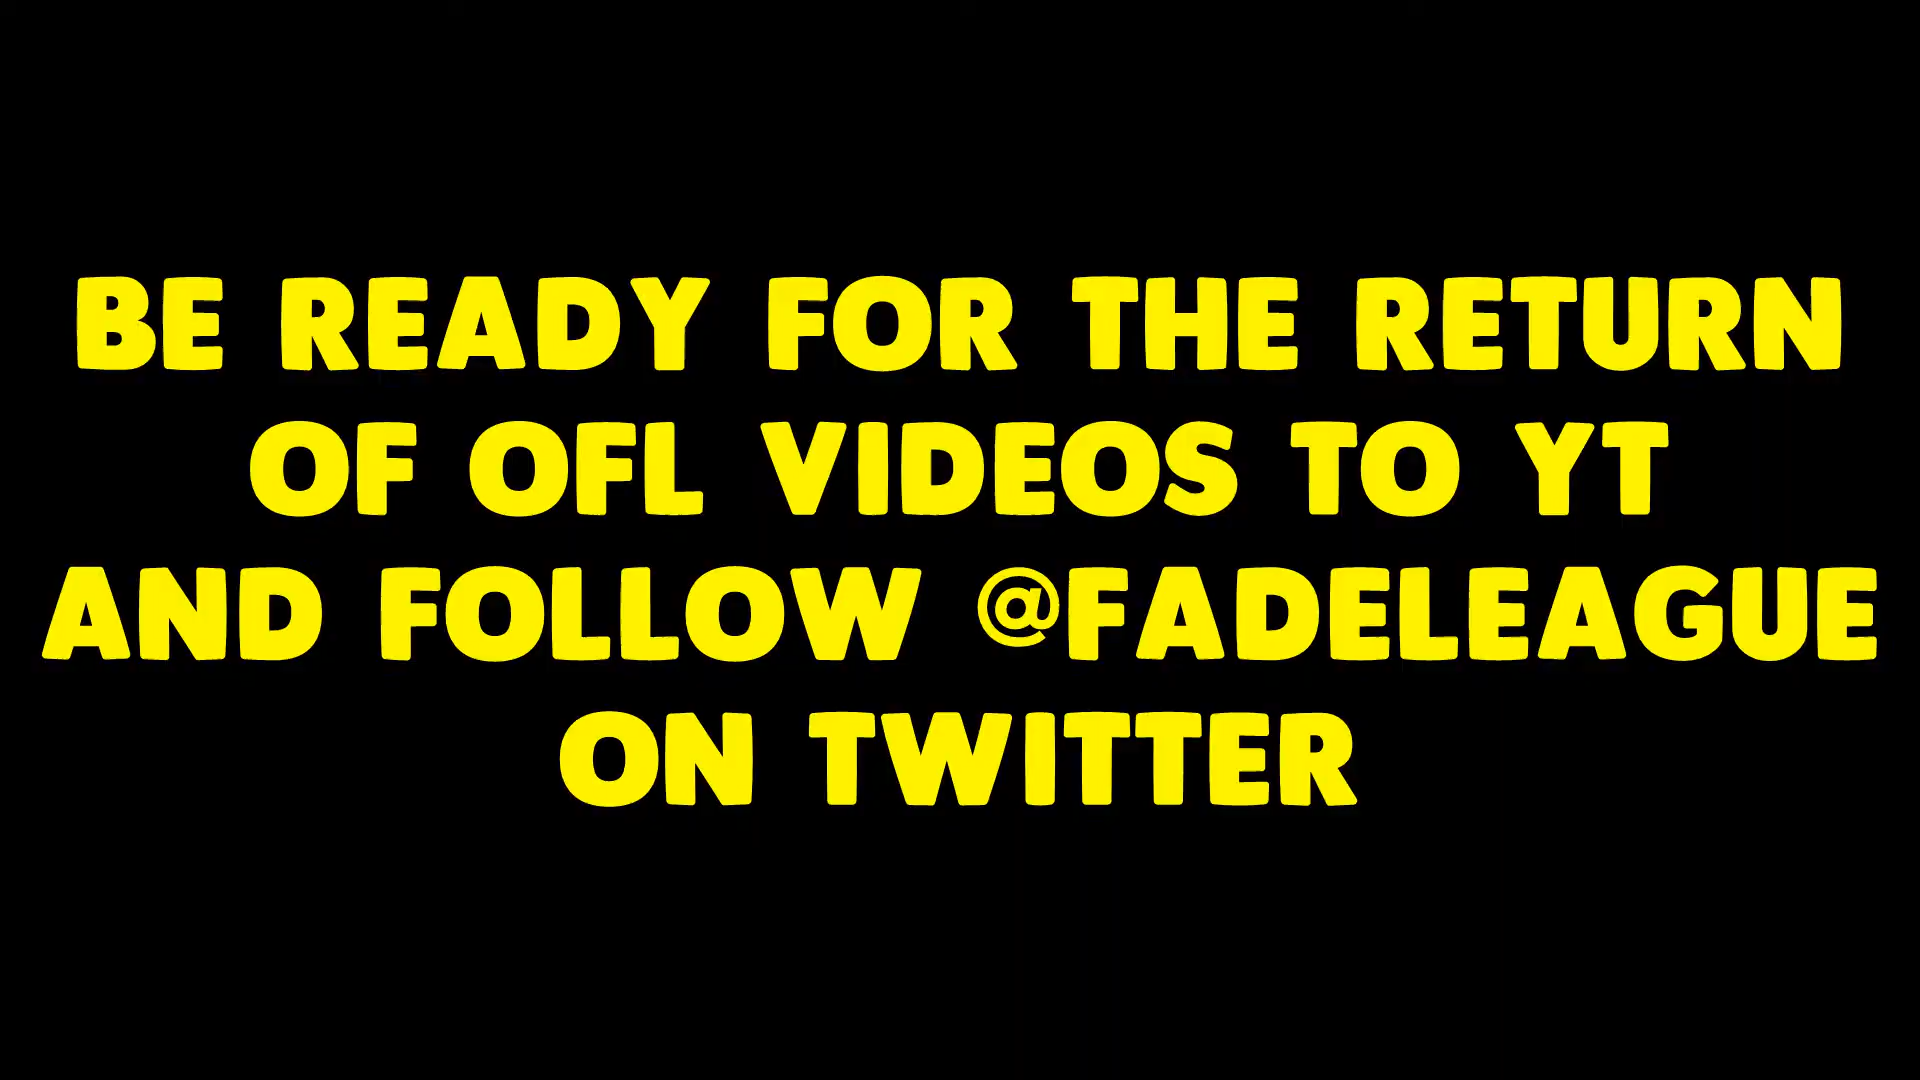 BE READY FOR THE RETURN
OF OFL VIDEOS TO YT
AND FOLLOW @FADELEAGUE
ON TWITTER